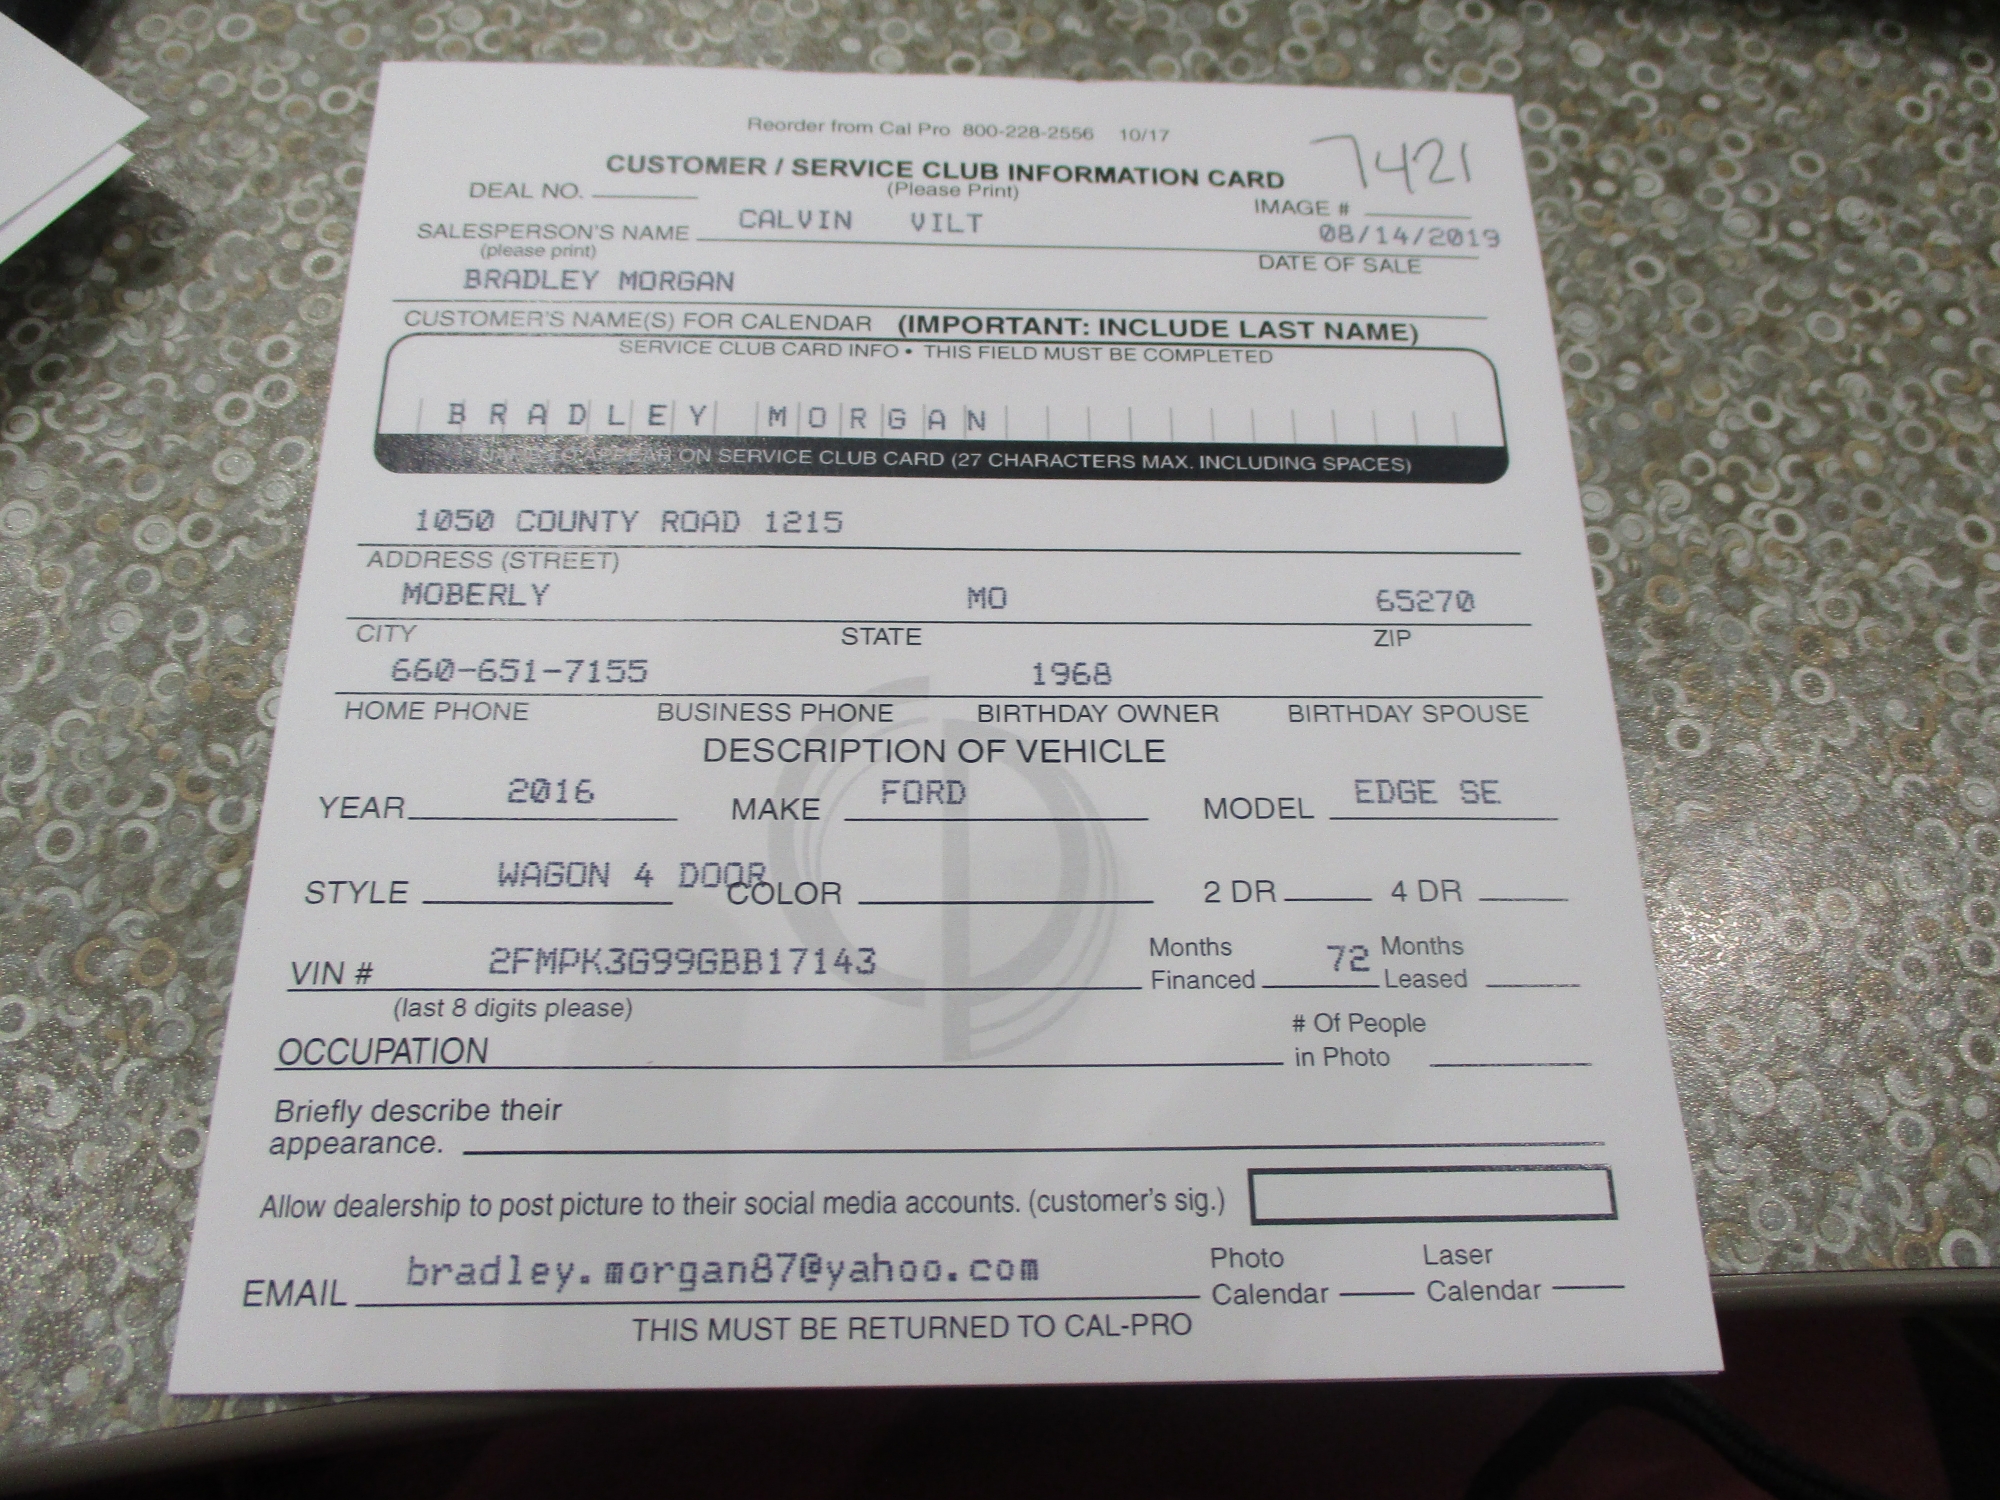 Reorder from Cal Pro 800-228-2556 10/17
7421
CUSTOMER / SERVICE CLUB INFORMATION CARD
DEAL NO. (Please Print) IMAGE #
SALESPERSON'S NAME CALVIN VILT 08/14/2019
(please print) DATE OF SALE
BRADLEY MORGAN
CUSTOMER'S NAME(S) FOR CALENDAR (IMPORTANT: INCLUDE LAST NAME)
SERVICE CLUB CARD INFO • THIS FIELD MUST BE COMPLETED
BRADLEY MORGAN
NAME TO APPEAR ON SERVICE CLUB CARD (27 CHARACTERS MAX. INCLUDING SPACES)
1050 COUNTY ROAD 1215
ADDRESS (STREET)
MOBERLY MO 65270
CITY STATE ZIP
660-651-7155 1968
HOME PHONE BUSINESS PHONE BIRTHDAY OWNER BIRTHDAY SPOUSE
DESCRIPTION OF VEHICLE
YEAR 2016 MAKE FORD MODEL EDGE SE
STYLE WAGON 4 DOOR COLOR 2 DR 4 DR
VIN # 2FMPK3G99GBB17143 Months Financed 72 Months Leased
(last 8 digits please)
OCCUPATION # Of People in Photo
Briefly describe their
appearance.
Allow dealership to post picture to their social media accounts. (customer's sig.)
EMAIL bradley.morgan87@yahoo.com Photo Calendar Laser Calendar
THIS MUST BE RETURNED TO CAL-PRO